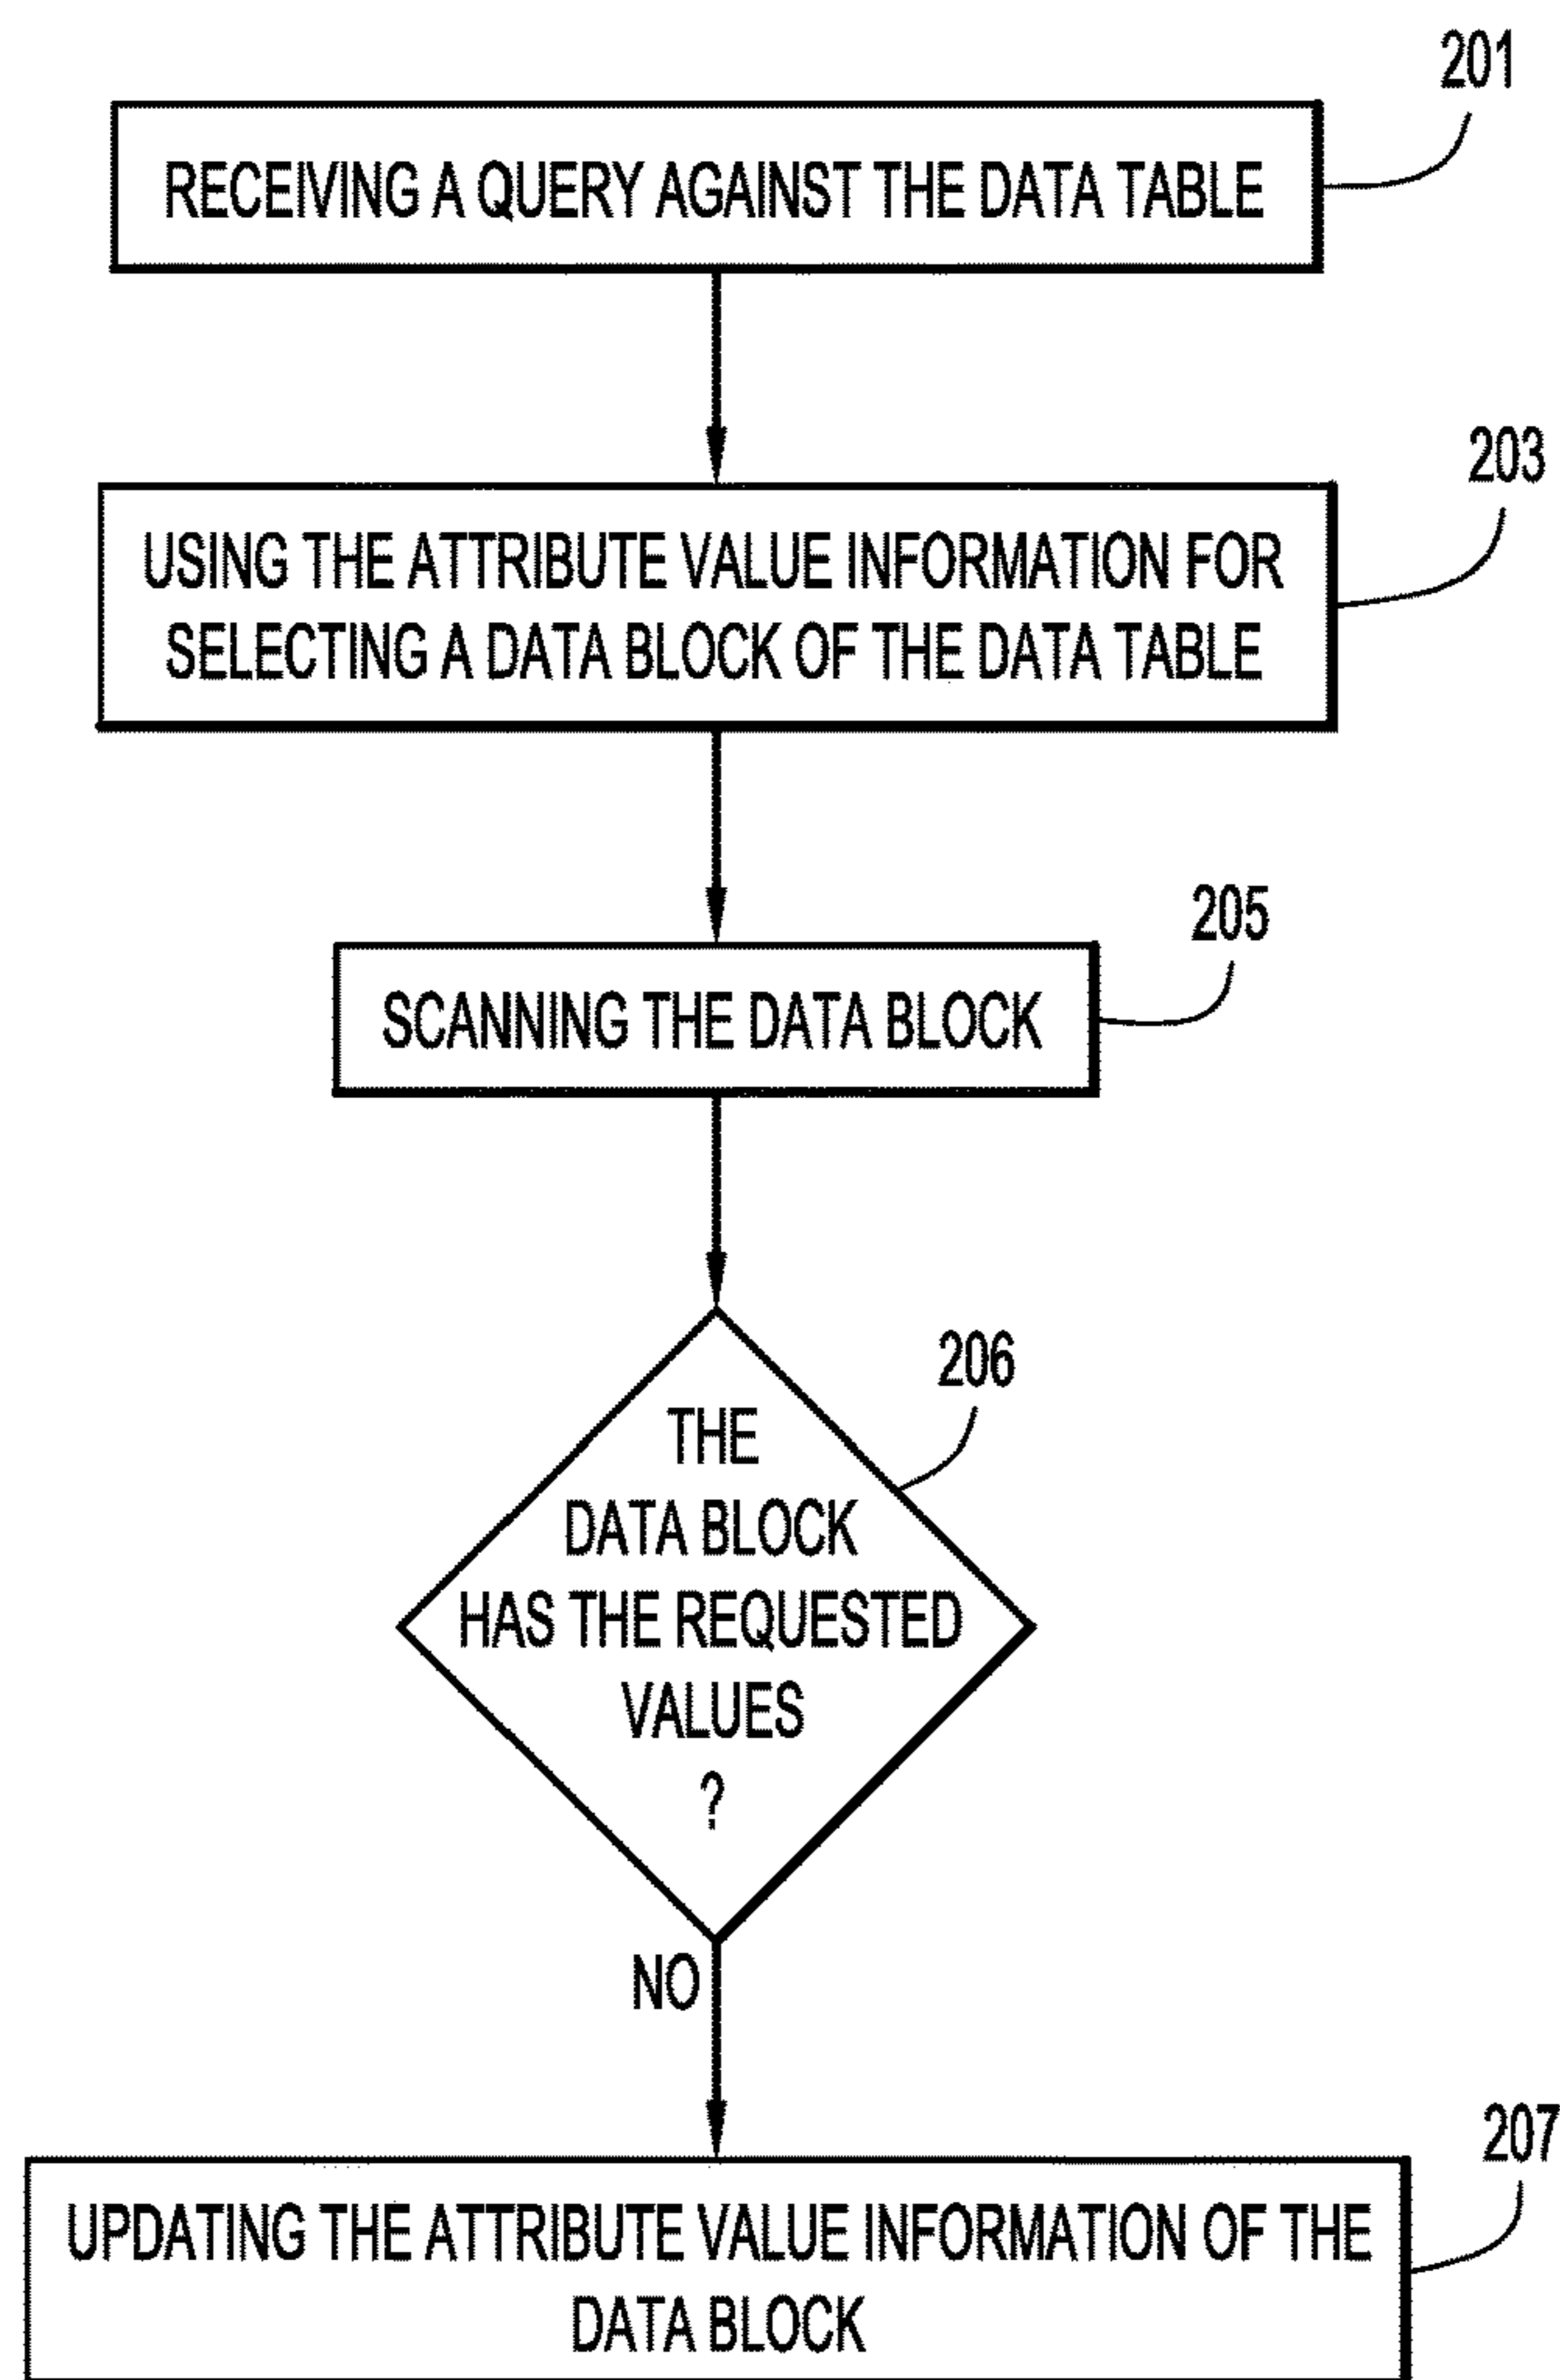 201
RECEIVING A QUERY AGAINST THE DATA TABLE
203
USING THE ATTRIBUTE VALUE INFORMATION FOR
SELECTING A DATA BLOCK OF THE DATA TABLE
205
SCANNING THE DATA BLOCK
206
THE
DATA BLOCK
HAS THE REQUESTED
VALUES
?
NO
207
UPDATING THE ATTRIBUTE VALUE INFORMATION OF THE
DATA BLOCK